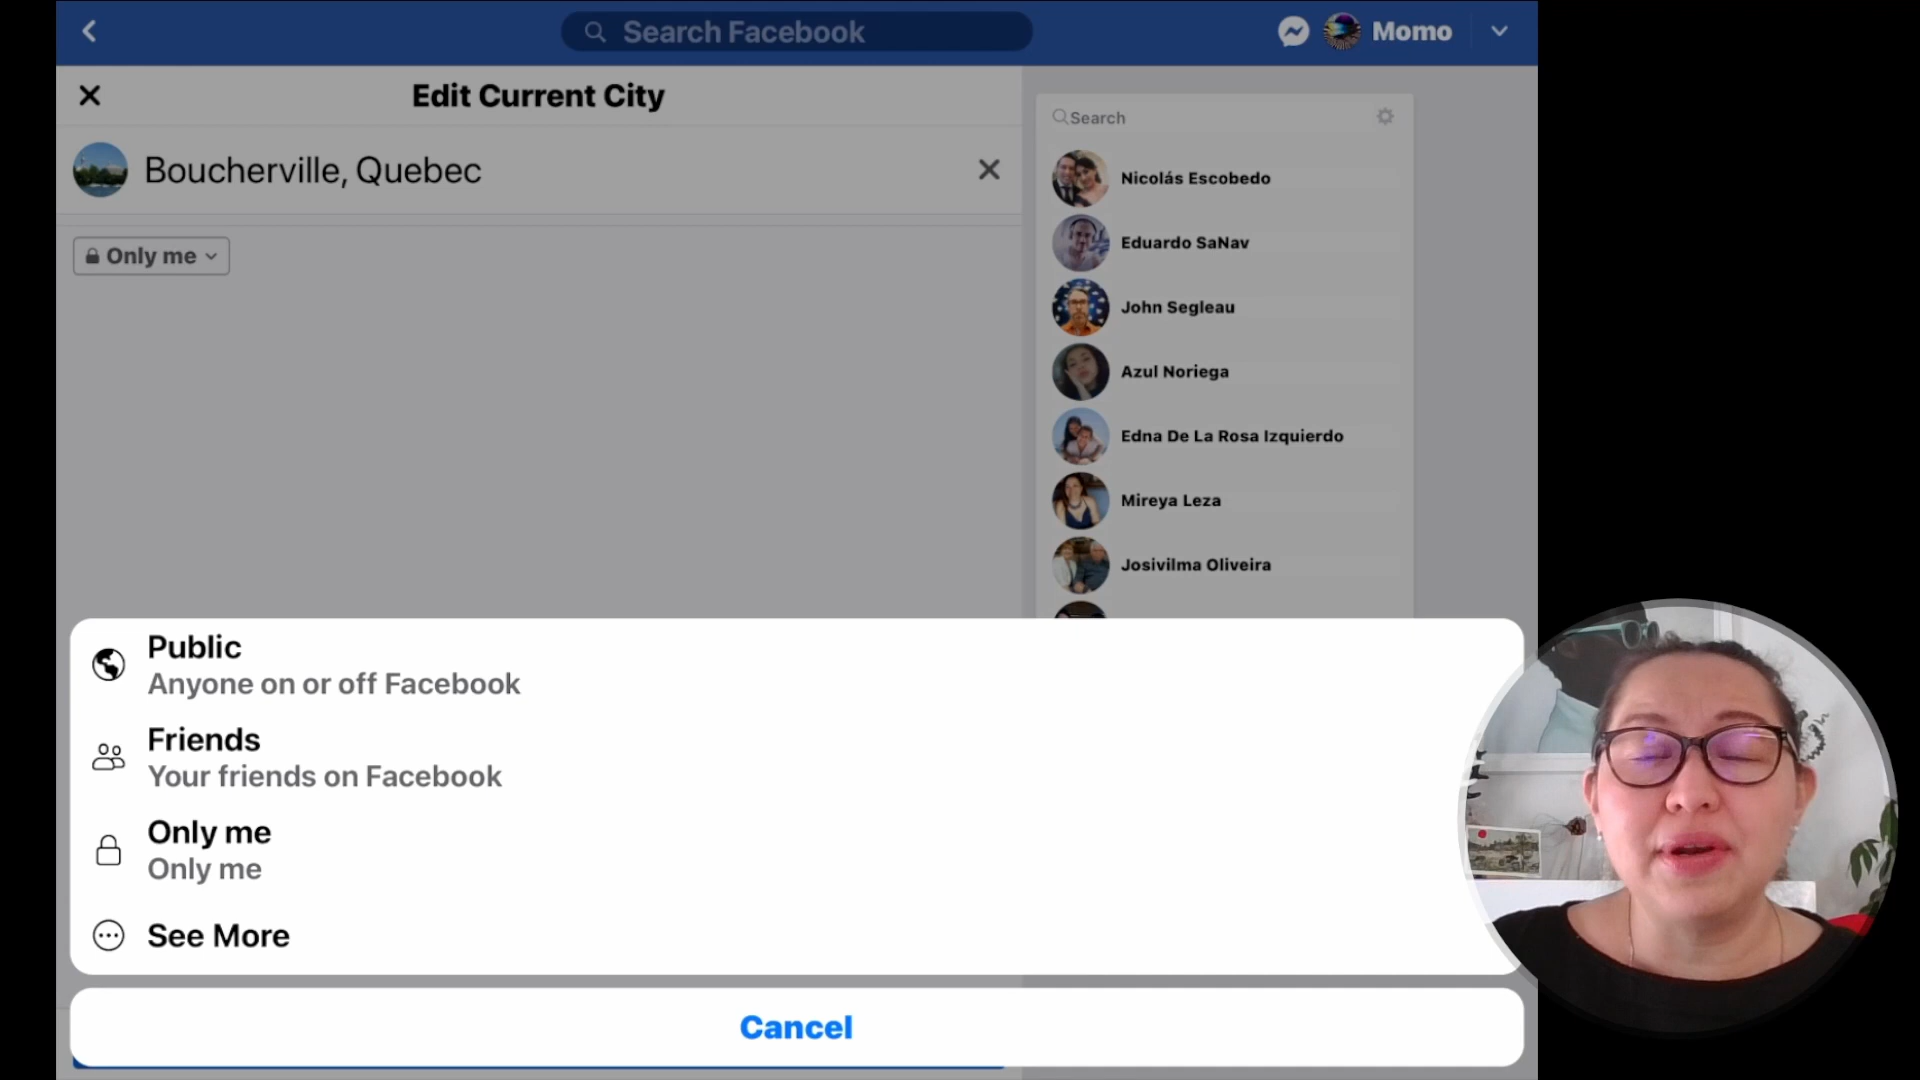 Search Facebook
Momo
Edit Current City
Boucherville, Quebec
Only me
Search
Nicolás Escobedo
Eduardo SaNav
John Segleau
Azul Noriega
Edna De La Rosa Izquierdo
Mireya Leza
Josivilma Oliveira
Public
Anyone on or off Facebook
Friends
Your friends on Facebook
Only me
Only me
See More
Cancel